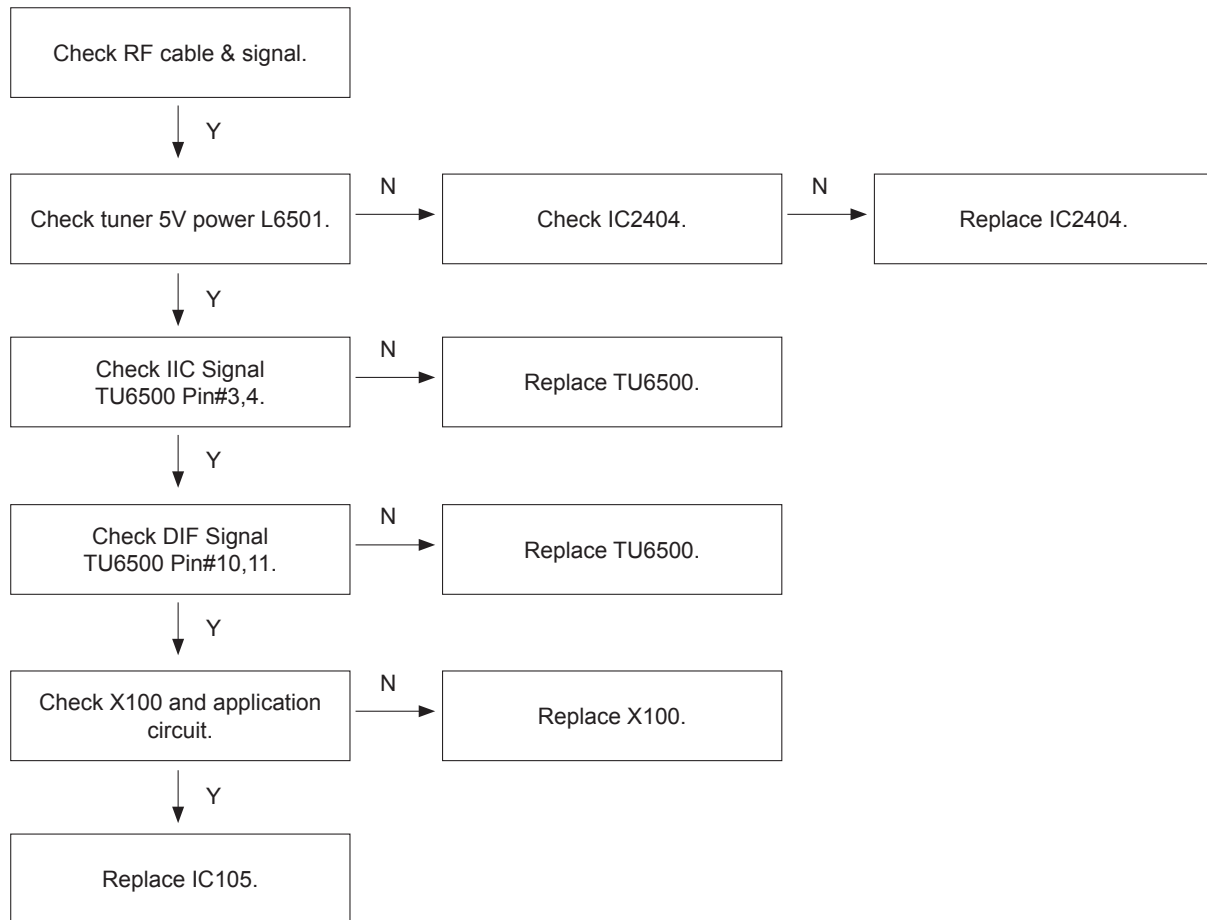 Check RF cable & signal.
Y
Check tuner 5V power L6501.
N
Check IC2404.
N
Replace IC2404.
Y
Check IIC Signal
TU6500 Pin#3,4.
N
Replace TU6500.
Y
Check DIF Signal
TU6500 Pin#10,11.
N
Replace TU6500.
Y
Check X100 and application
circuit.
N
Replace X100.
Y
Replace IC105.